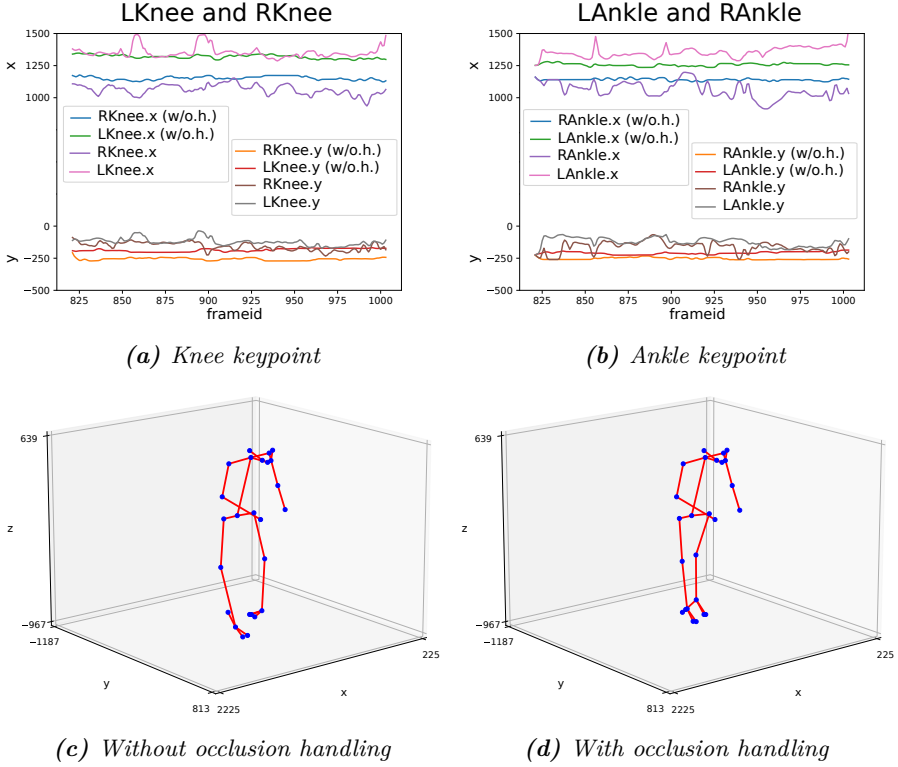 LKnee and RKnee
1500
1250
1000
0
−250
−500
x
y
RKnee.x (w/o.h.)
LKnee.x (w/o.h.)
RKnee.x
LKnee.x
RKnee.y (w/o.h.)
LKnee.y (w/o.h.)
RKnee.y
LKnee.y
825 850 875 900 925 950 975 1000
frameid
(a) Knee keypoint
LAnkle and RAnkle
1500
1250
1000
0
−250
−500
x
y
RAnkle.x (w/o.h.)
LAnkle.x (w/o.h.)
RAnkle.x
LAnkle.x
RAnkle.y (w/o.h.)
LAnkle.y (w/o.h.)
RAnkle.y
LAnkle.y
825 850 875 900 925 950 975 1000
frameid
(b) Ankle keypoint
639
z
−967
−1187
225
y
x
813 2225
(c) Without occlusion handling
639
z
−967
−1187
225
y
x
813 2225
(d) With occlusion handling